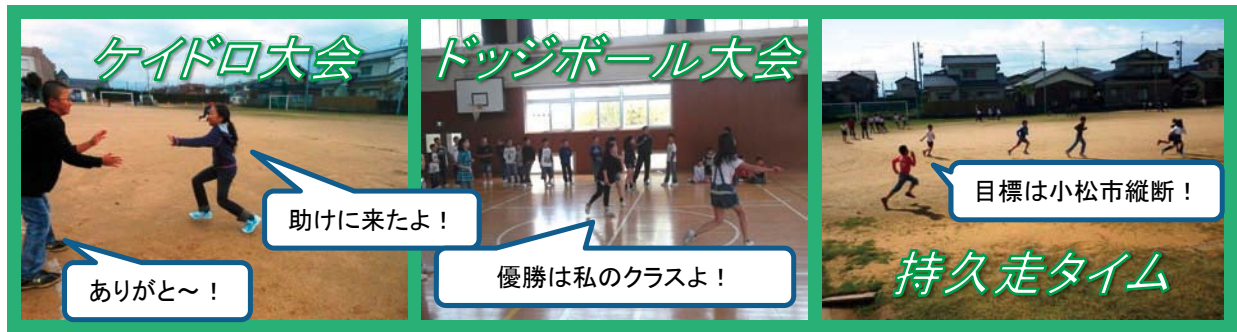 ケイドロ大会
助けに来たよ！
ありがと～！
ドッジボール大会
優勝は私のクラスよ！
目標は小松市縦断！
持久走タイム